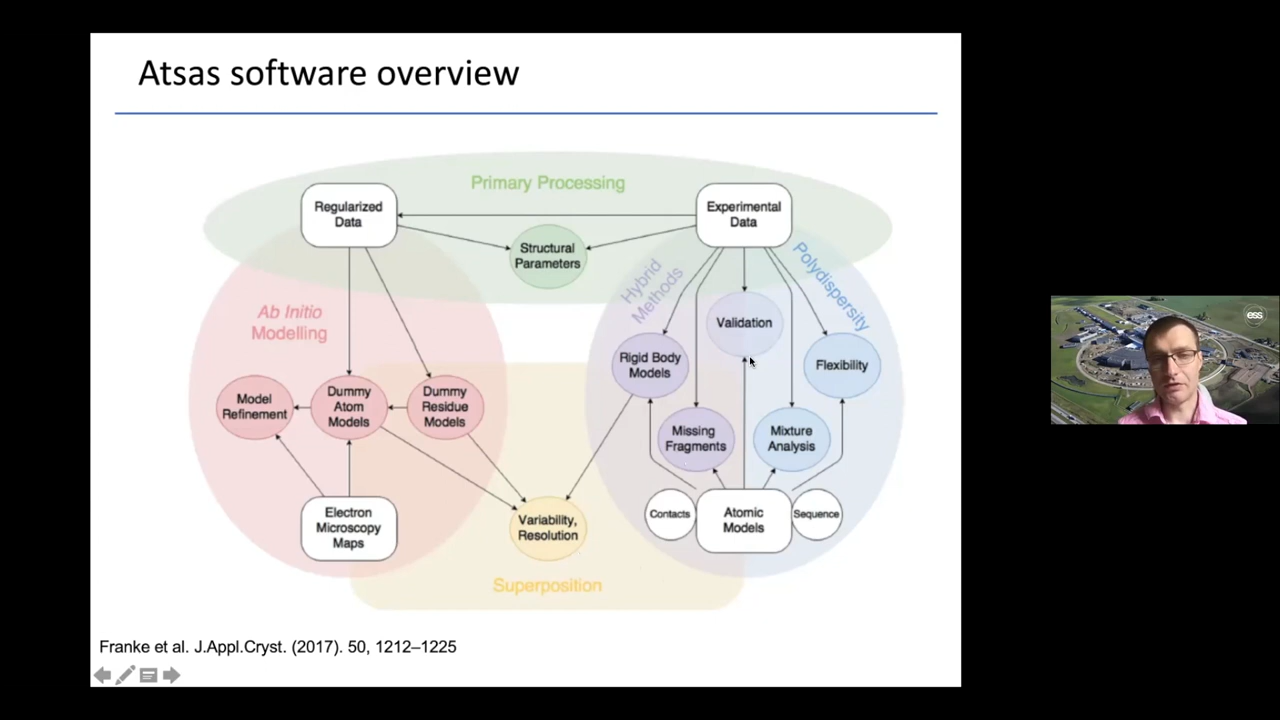 Atsas software overview
Primary Processing
Regularized
Data
Experimental
Data
Structural
Parameters
Hybrid
Methods
Polydispersity
Ab Initio
Modelling
Validation
Rigid Body
Models
Flexibility
Model
Refinement
Dummy
Atom
Models
Dummy
Residue
Models
Missing
Fragments
Mixture
Analysis
Electron
Microscopy
Maps
Variability,
Resolution
Contacts
Atomic
Models
Sequence
Superposition
Franke et al. J.Appl.Cryst. (2017). 50, 1212–1225
ess